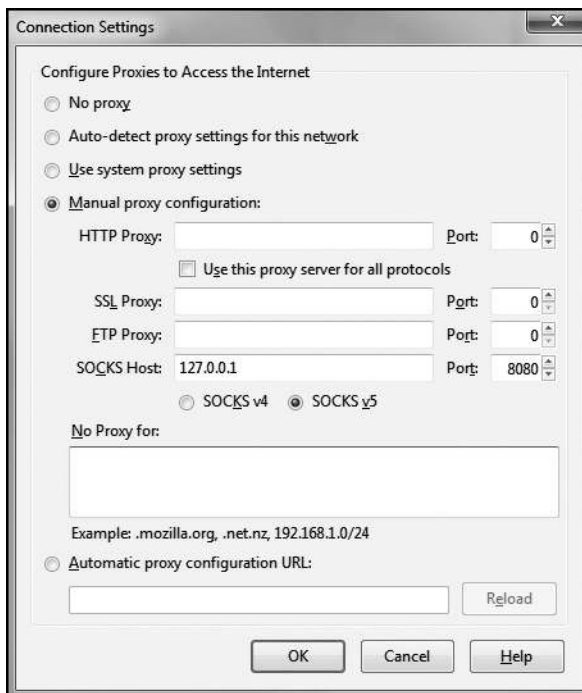 Connection Settings
x
Configure Proxies to Access the Internet
No proxy
Auto-detect proxy settings for this network
Use system proxy settings
Manual proxy configuration:
HTTP Proxy: Port: 0
Use this proxy server for all protocols
SSL Proxy: Port: 0
FTP Proxy: Port: 0
SOCKS Host: 127.0.0.1 Port: 8080
SOCKS v4 SOCKS v5
No Proxy for:
Example: .mozilla.org, .net.nz, 192.168.1.0/24
Automatic proxy configuration URL:
Reload
OK Cancel Help